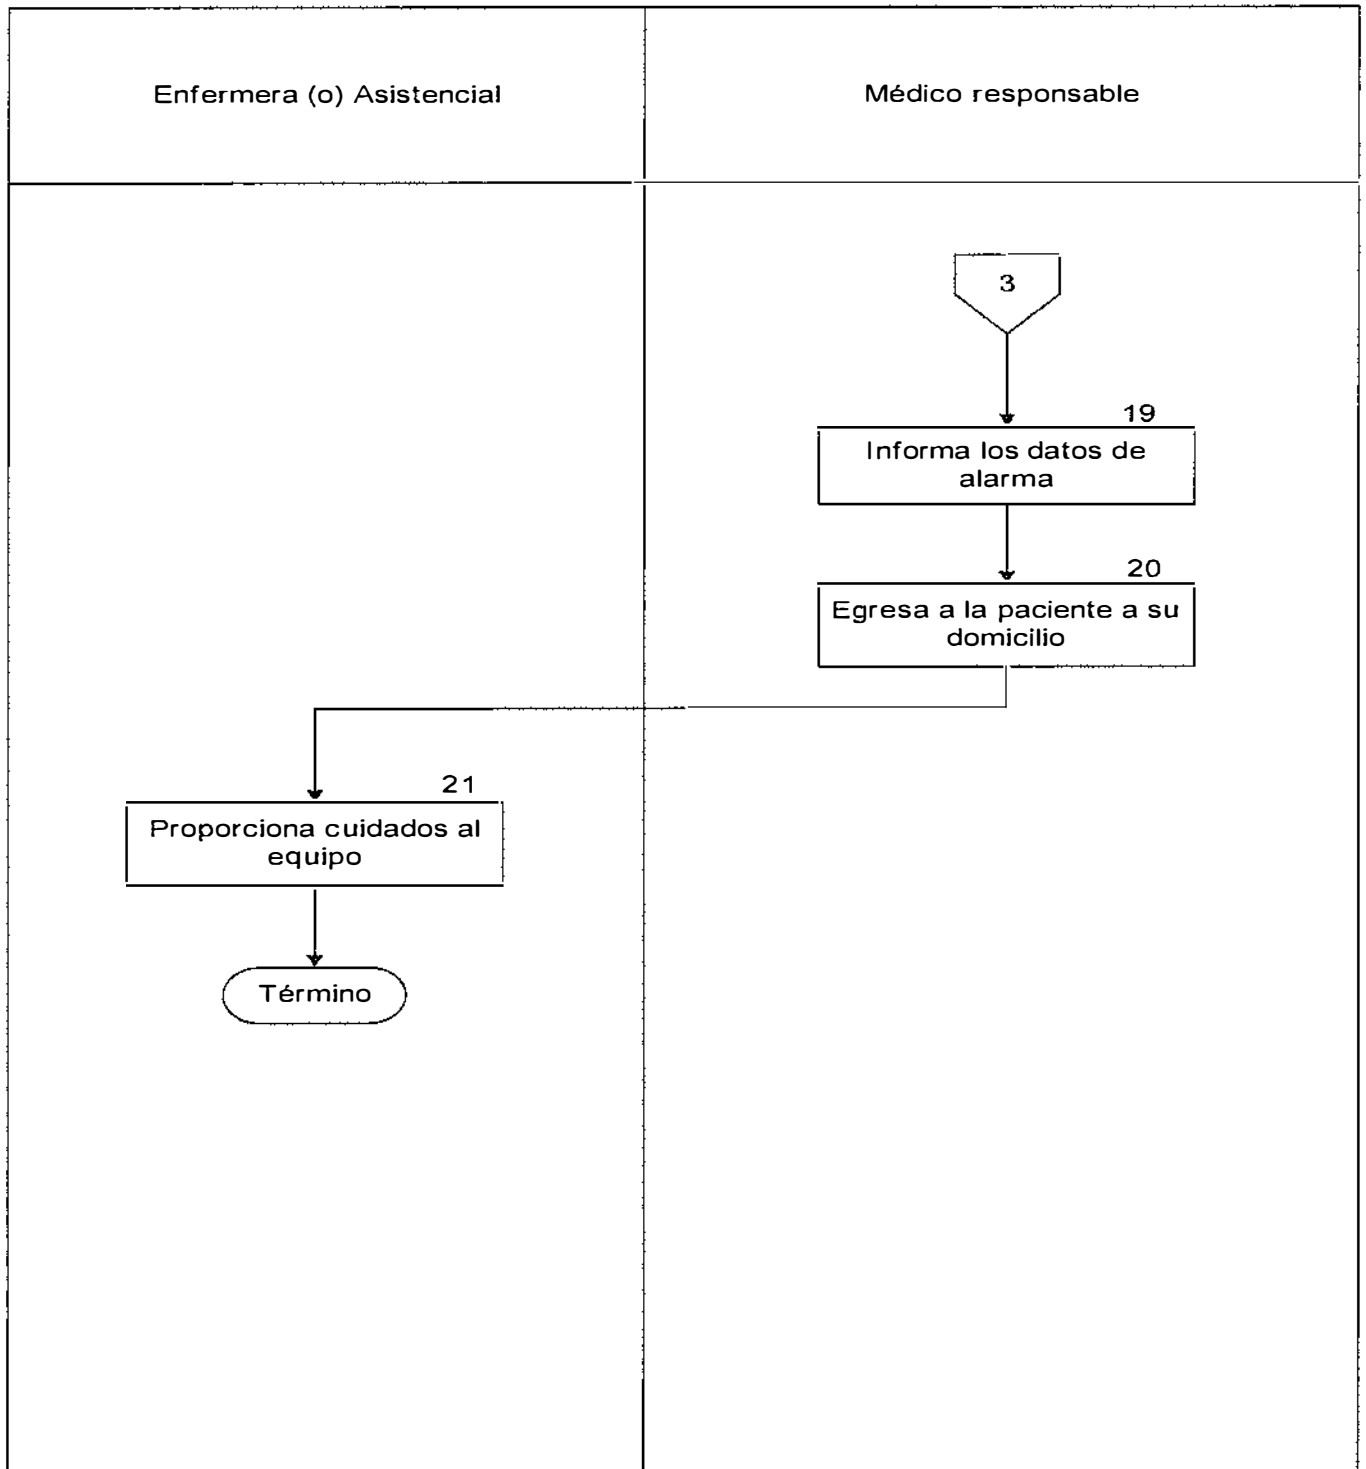 Enfermera (o) Asistencial
Médico responsable
3
19
Informa los datos de
alarma
20
Egresa a la paciente a su
domicilio
21
Proporciona cuidados al
equipo
Término